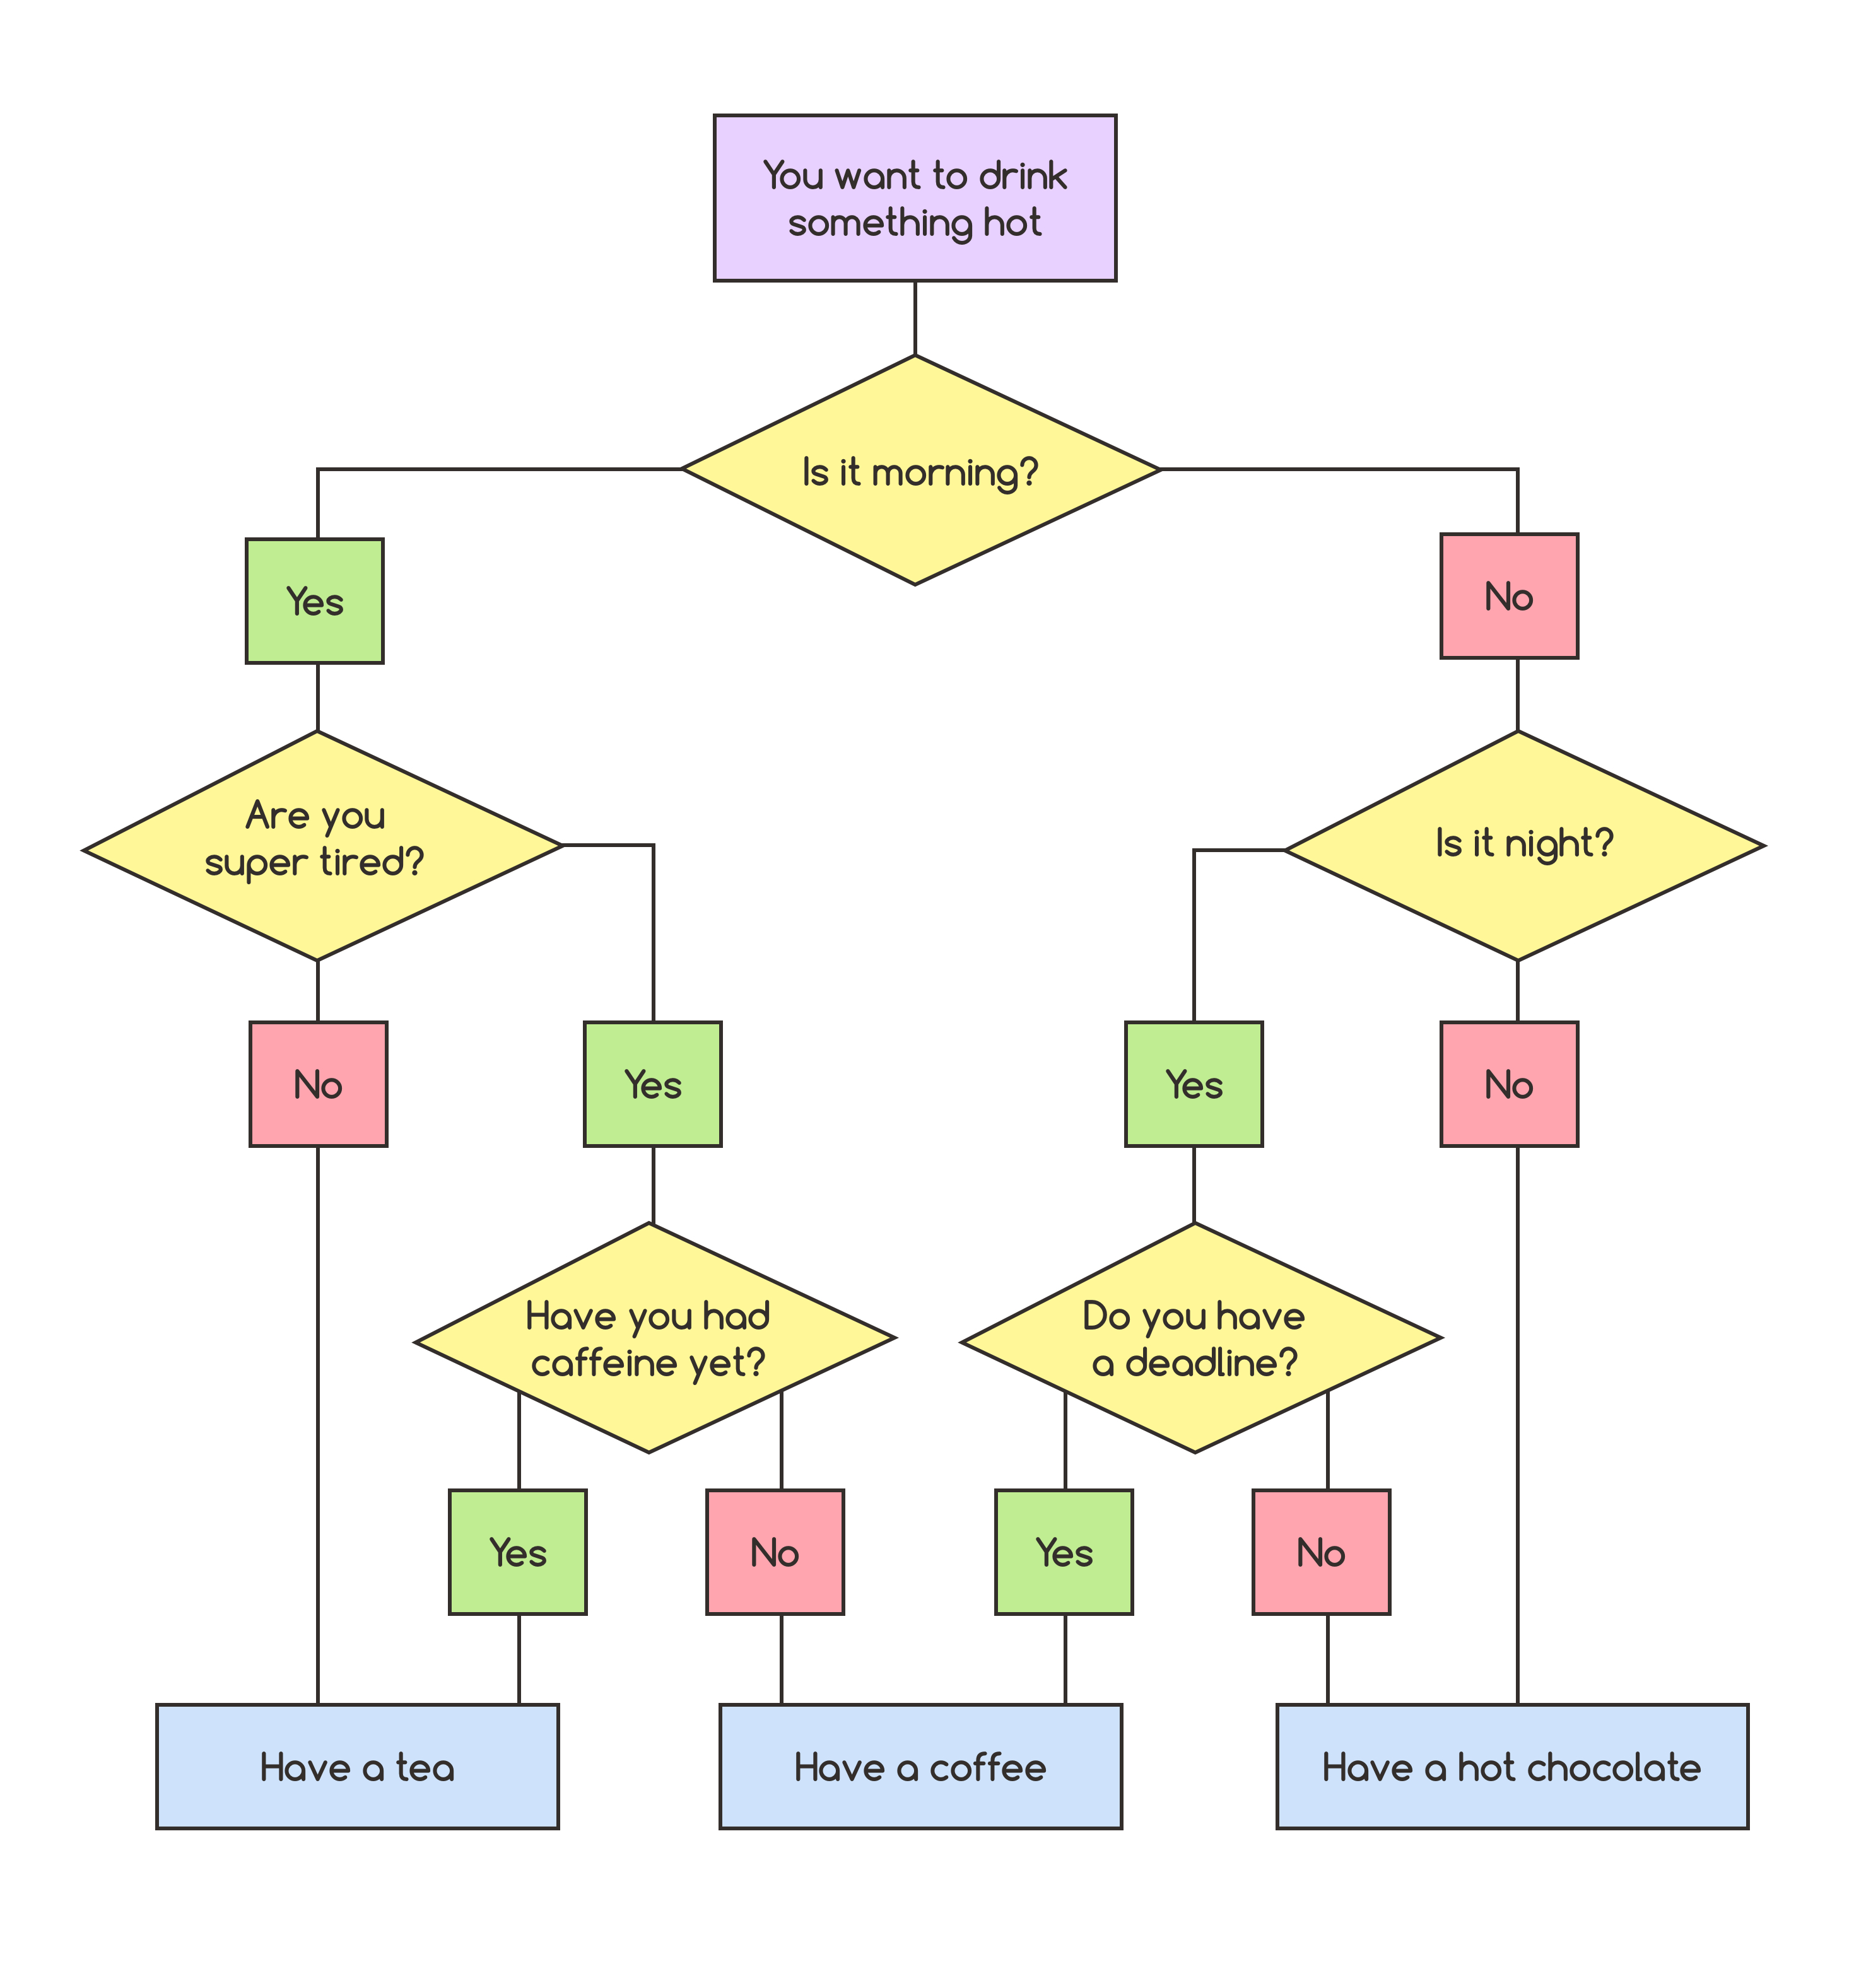 You want to drink
something hot
Is it morning?
Yes
No
Are you
super tired?
Is it night?
No
Yes
Yes
No
Have you had
caffeine yet?
Do you have
a deadline?
Yes
No
Yes
No
Have a tea
Have a coffee
Have a hot chocolate